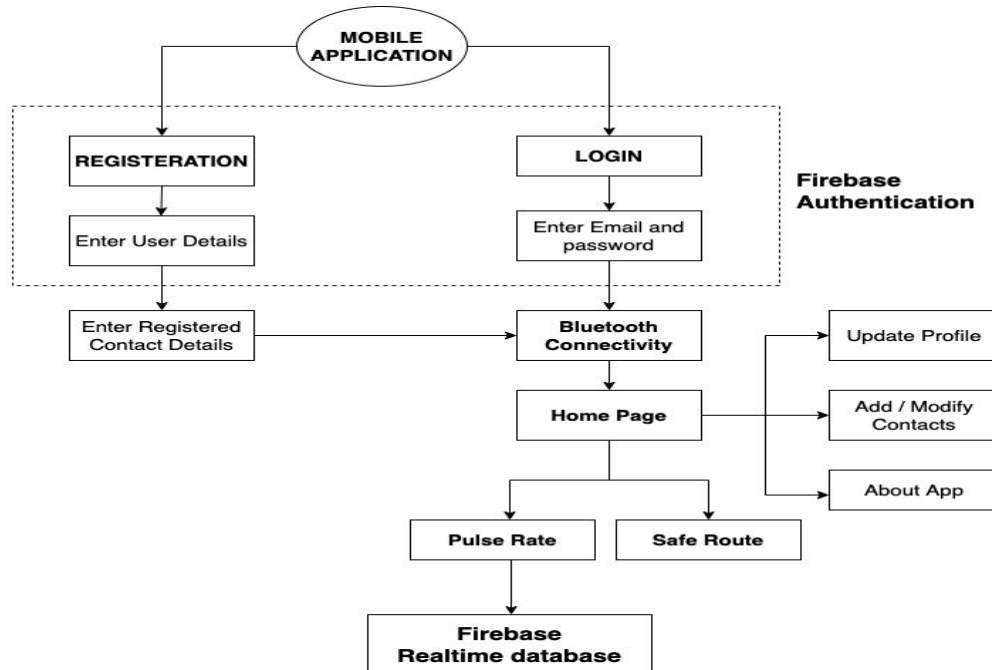 MOBILE
APPLICATION
REGISTERATION
LOGIN
Firebase
Authentication
Enter User Details
Enter Email and
password
Enter Registered
Contact Details
Bluetooth
Connectivity
Update Profile
Home Page
Add / Modify
Contacts
About App
Pulse Rate
Safe Route
Firebase
Realtime database